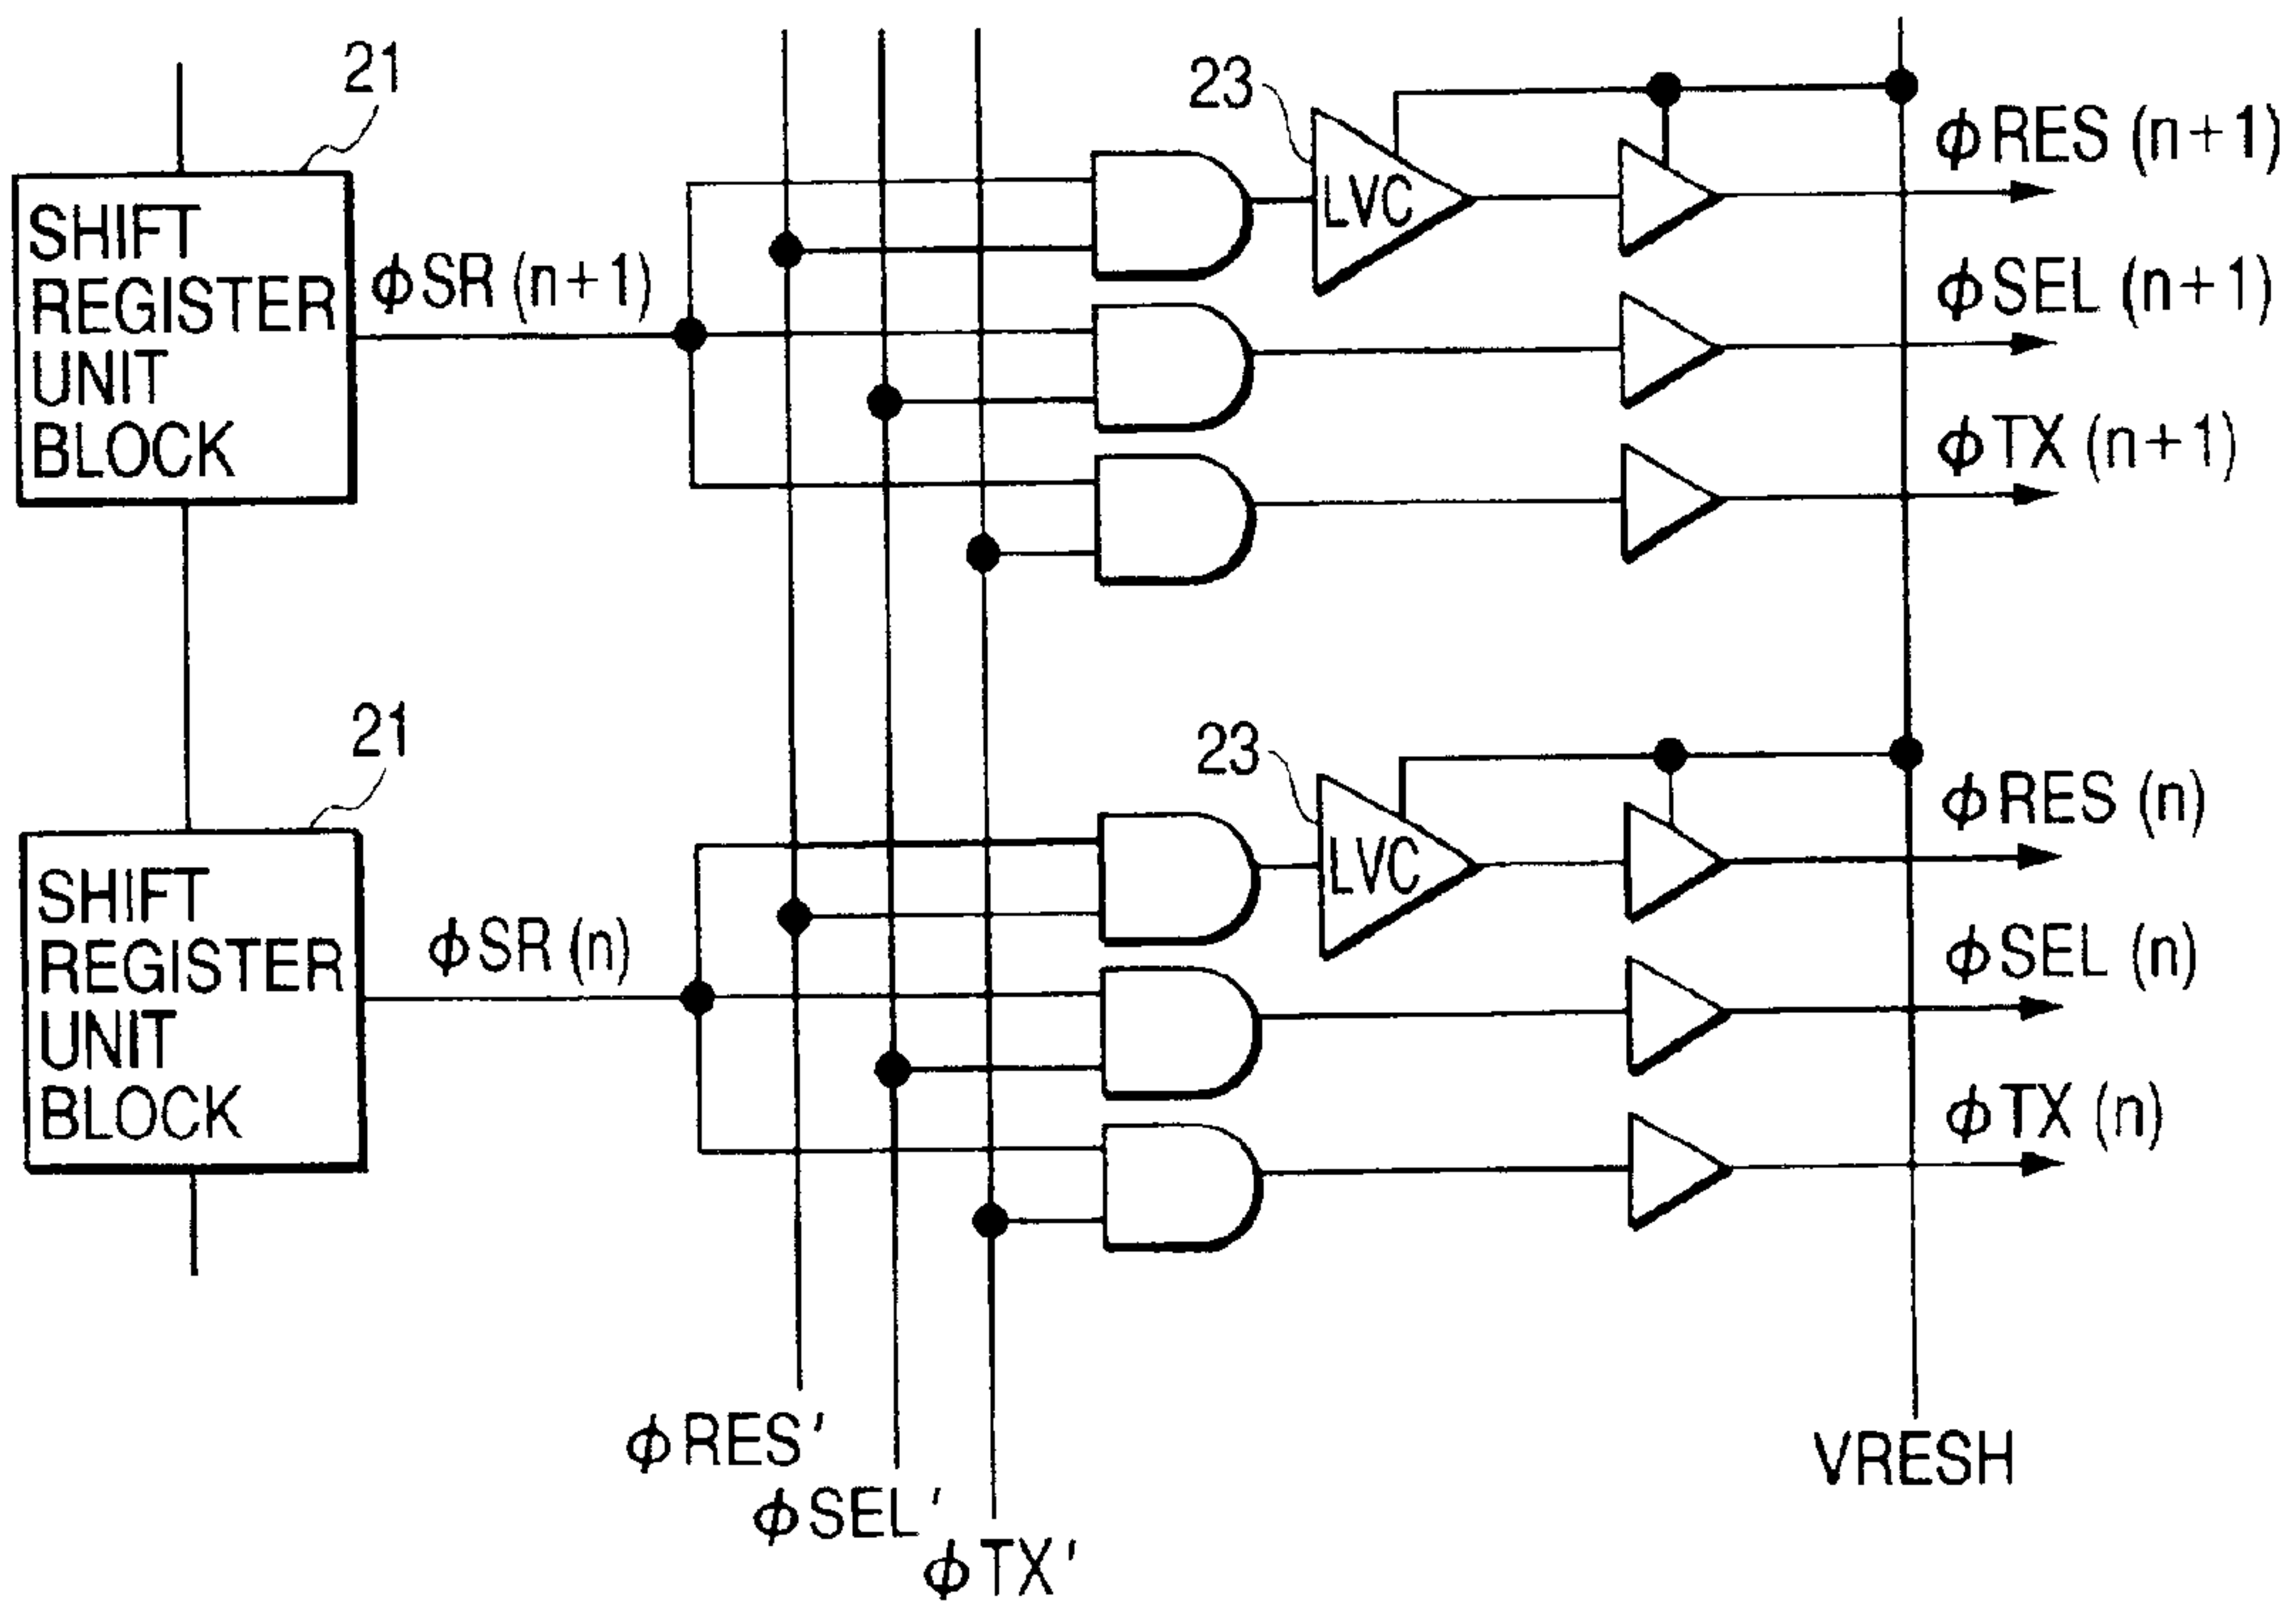 21
23
φRES (n+1)
SHIFT
REGISTER
UNIT
BLOCK
φSR (n+1)
LVC
φSEL (n+1)
φTX (n+1)
21
23
φRES (n)
SHIFT
REGISTER
UNIT
BLOCK
φSR (n)
LVC
φSEL (n)
φTX (n)
φRES'
φSEL'
φTX'
VRESH